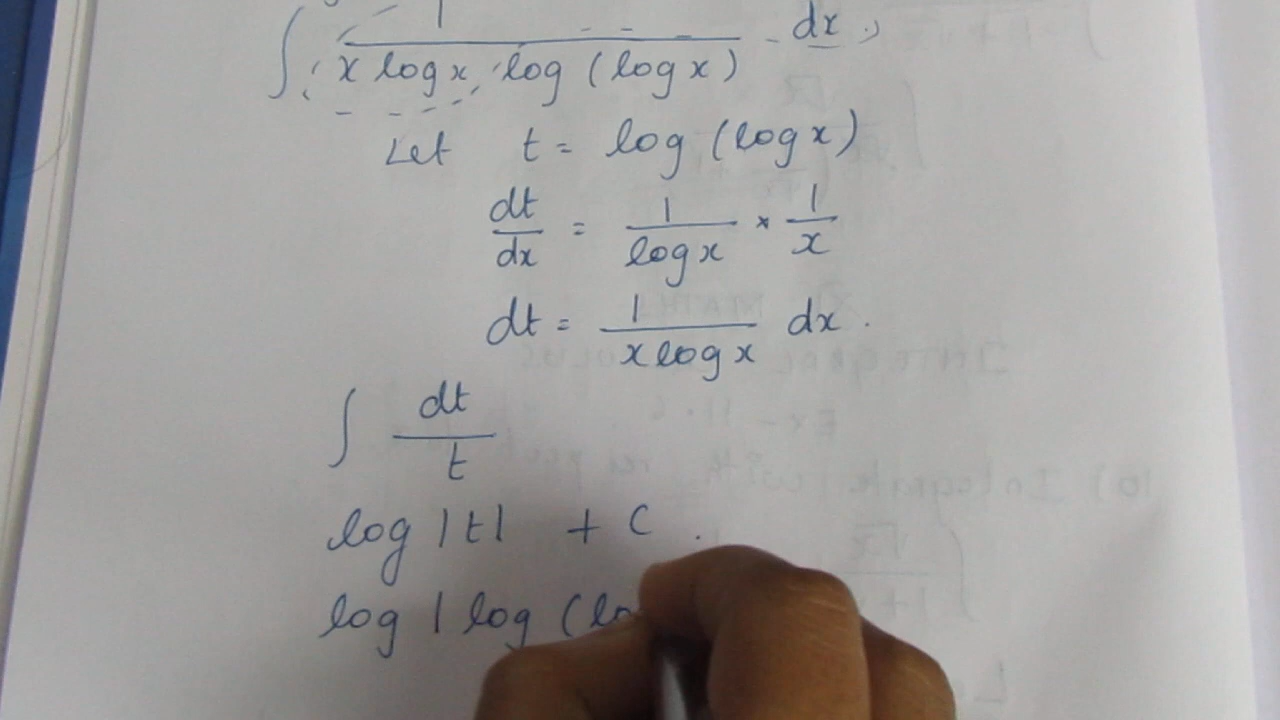 ∫ 1 / (x log x · log (log x)) dx,
Let t = log (log x)
dt/dx = 1/log x × 1/x
dt = 1/(x log x) dx.
∫ dt/t
log |t| + C.
log | log (lo